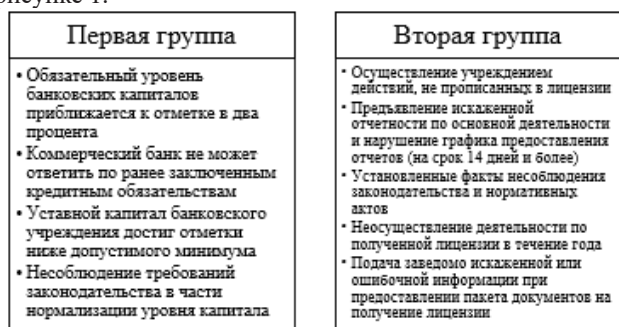 рисунке 1.
Первая группа
• Обязательный уровень
банковских капиталов
приближается к отметке в два
процента
• Коммерческий банк не может
ответить по ранее заключенным
кредитным обязательствам
• Уставной капитал банковского
учреждения достиг отметки
ниже допустимого минимума
• Несоблюдение требований
законодательства в части
нормализации уровня капитала
Вторая группа
• Осуществление учреждением
действий, не прописанных в лицензии
• Предъявление искаженной
отчетности по основной деятельности
и нарушение графика предоставления
отчетов (на срок 14 дней и более)
• Установленные факты несоблюдения
законодательства и нормативных
актов
• Неосуществление деятельности по
полученной лицензии в течение года
• Подача заведомо искаженной или
ошибочной информации при
предоставлении пакета документов на
получение лицензии